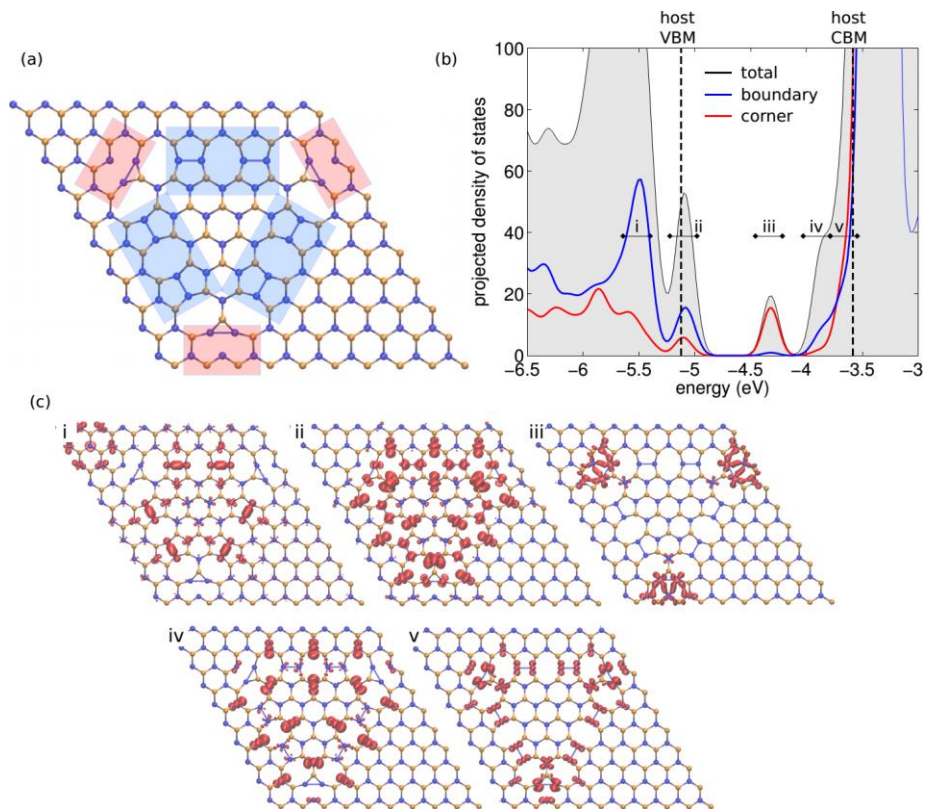 (a)
(b)
host
VBM
host
CBM
100
80
60
40
20
0
projected density of states
total
boundary
corner
i
ii
iii
iv
v
−6.5
−6
−5.5
−5
−4.5
−4
−3.5
−3
energy (eV)
(c)
i
ii
iii
iv
v